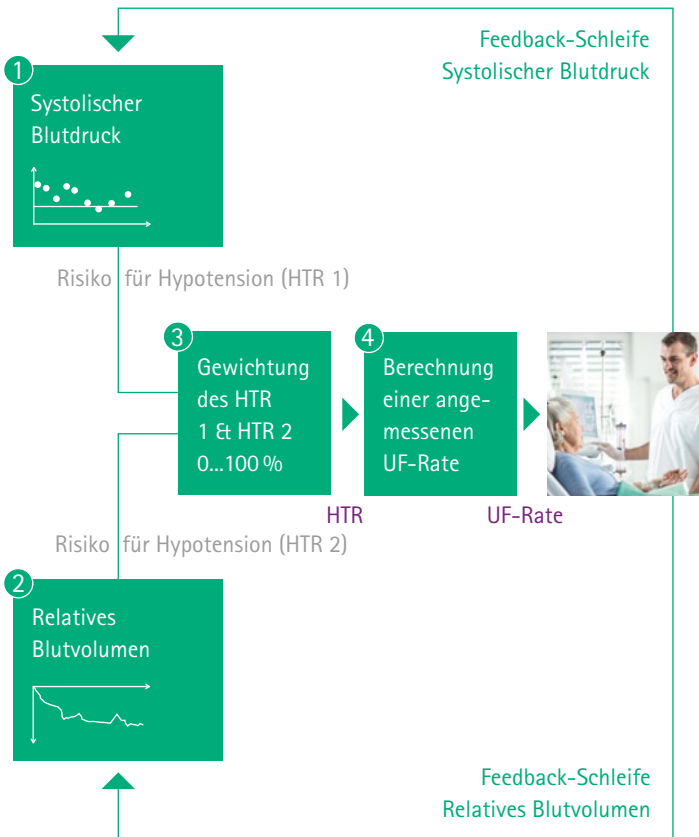 Feedback-Schleife
Systolischer Blutdruck
1
Systolischer
Blutdruck
Risiko für Hypotension (HTR 1)
3
Gewichtung
des HTR
1 & HTR 2
0...100 %
4
Berechnung
einer ange-
messenen
UF-Rate
HTR
UF-Rate
Risiko für Hypotension (HTR 2)
2
Relatives
Blutvolumen
Feedback-Schleife
Relatives Blutvolumen